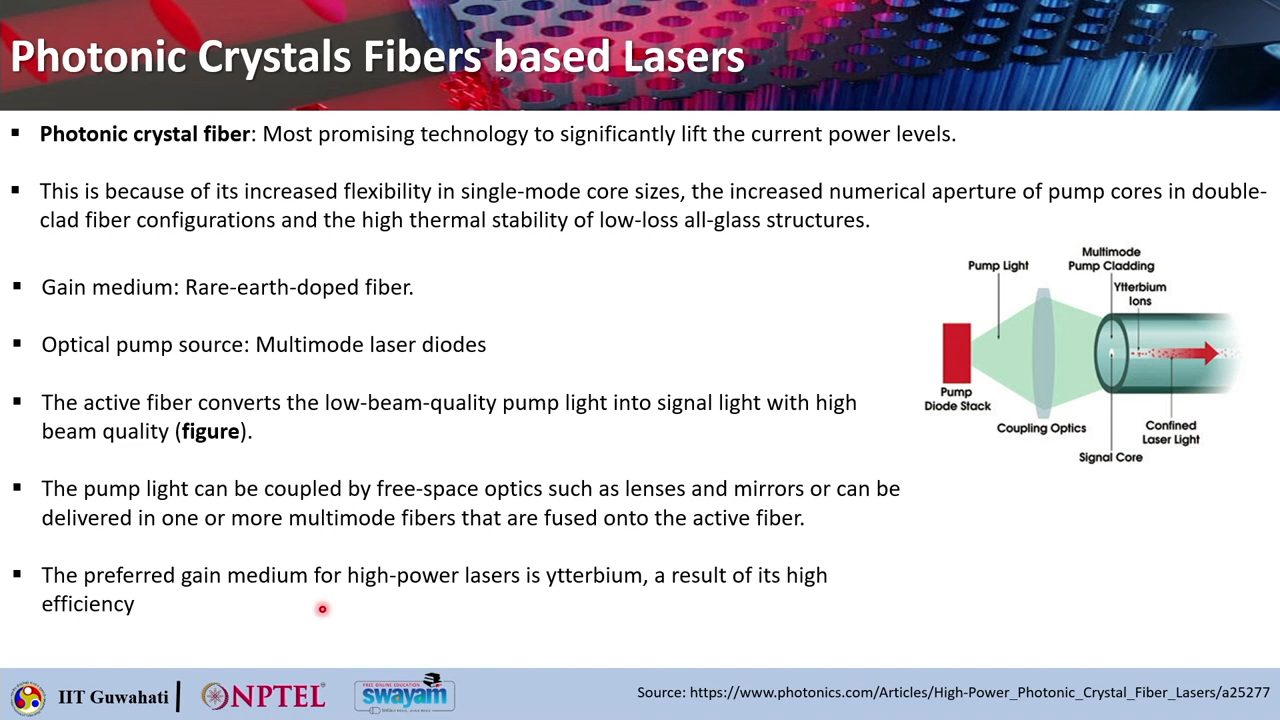 Photonic Crystals Fibers based Lasers
▪ Photonic crystal fiber: Most promising technology to significantly lift the current power levels.
▪ This is because of its increased flexibility in single-mode core sizes, the increased numerical aperture of pump cores in double-
clad fiber configurations and the high thermal stability of low-loss all-glass structures.
▪ Gain medium: Rare-earth-doped fiber.
▪ Optical pump source: Multimode laser diodes
▪ The active fiber converts the low-beam-quality pump light into signal light with high
beam quality (figure).
▪ The pump light can be coupled by free-space optics such as lenses and mirrors or can be
delivered in one or more multimode fibers that are fused onto the active fiber.
▪ The preferred gain medium for high-power lasers is ytterbium, a result of its high
efficiency
Pump Light
Multimode
Pump Cladding
Ytterbium
Ions
Pump
Diode Stack
Coupling Optics
Confined
Laser Light
Signal Core
IIT Guwahati
NPTEL
FREE ONLINE EDUCATION
swayam
Source: https://www.photonics.com/Articles/High-Power_Photonic_Crystal_Fiber_Lasers/a25277